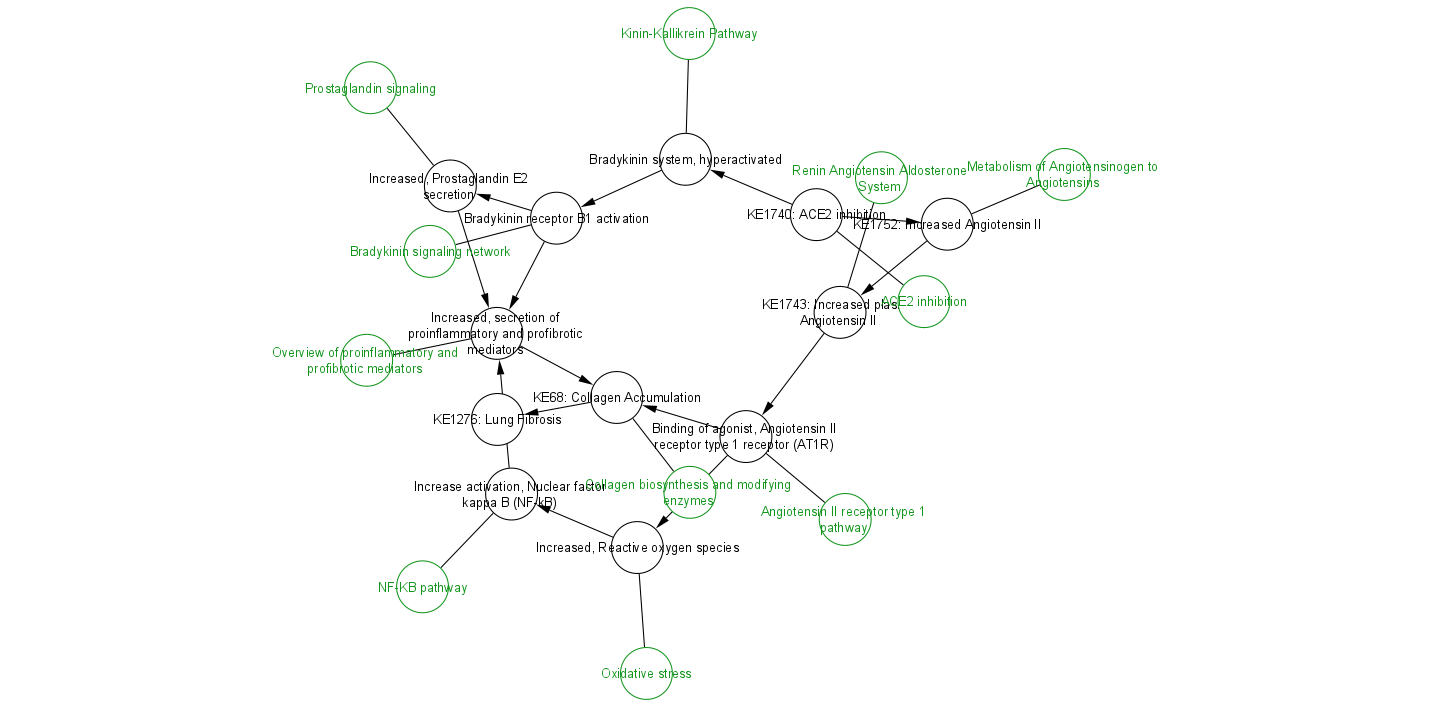 Kinin-Kallikrein Pathway
Prostaglandin signaling
Bradykinin system, hyperactivated
Renin Angiotensin Aldosterone
System
Metabolism of Angiotensinogen to
Angiotensins
Increased, Prostaglandin E2
secretion
Bradykinin receptor B1 activation
KE1740: ACE2 inhibition
KE1752: Increased Angiotensin II
Bradykinin signaling network
KE1743: Increased plas
Angiotensin II
ACE2 inhibition
Increased, secretion of
proinflammatory and profibrotic
mediators
Overview of proinflammatory and
profibrotic mediators
KE68: Collagen Accumulation
KE1276: Lung Fibrosis
Binding of agonist, Angiotensin II
receptor type 1 receptor (AT1R)
Increase activation, Nuclear factor
kappa B (NF-kB)
Collagen biosynthesis and modifying
enzymes
Angiotensin II receptor type 1
pathway
Increased, Reactive oxygen species
NF-KB pathway
Oxidative stress